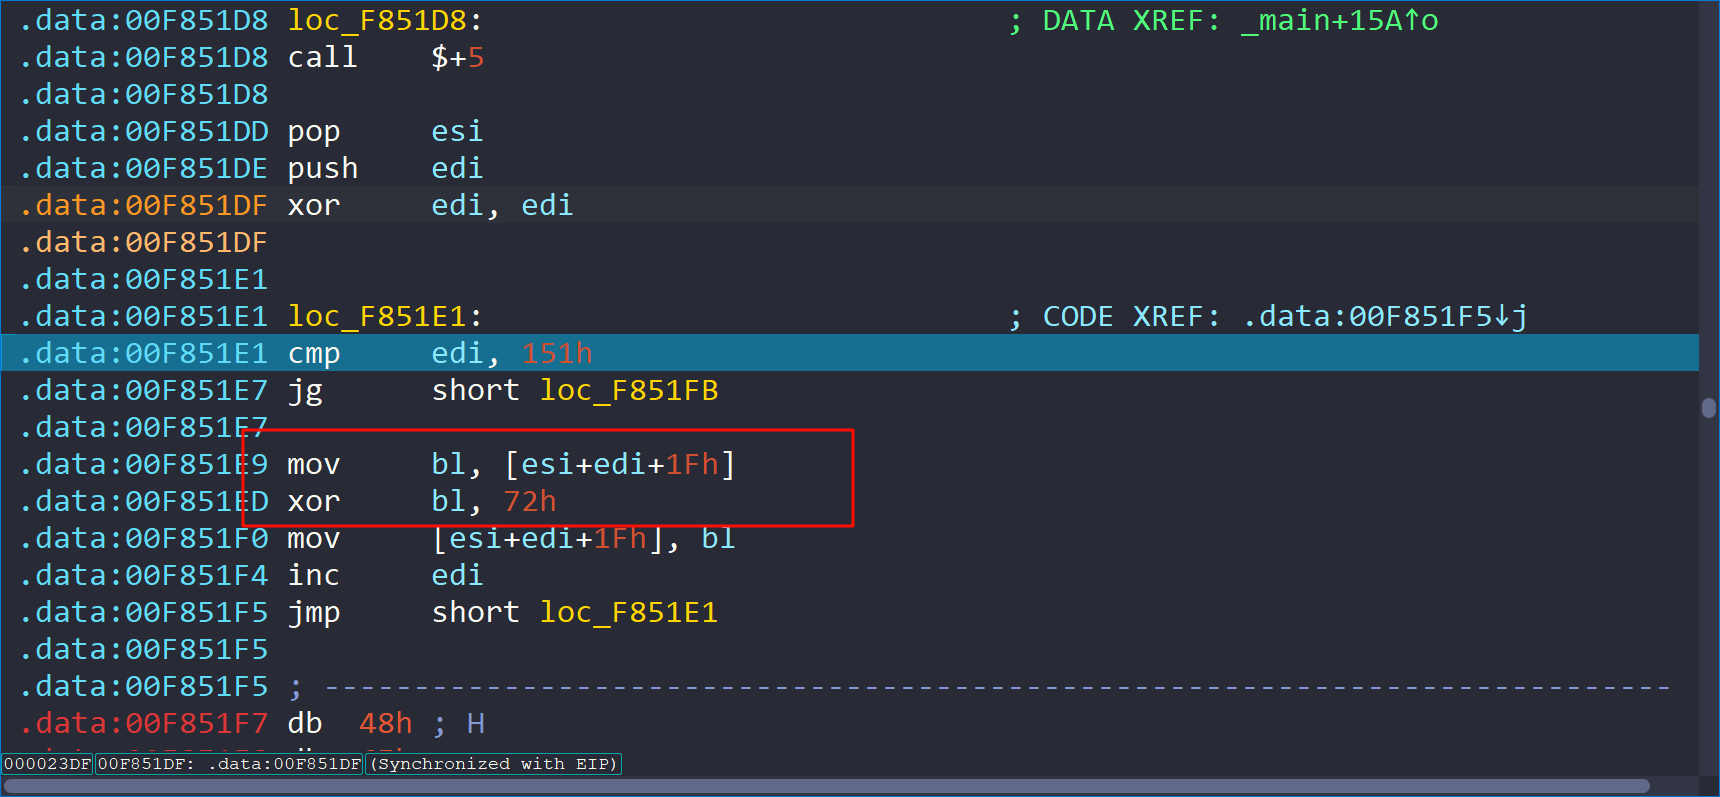 .data:00F851D8 loc_F851D8: ; DATA XREF: _main+15A↑o
.data:00F851D8 call $+5
.data:00F851D8
.data:00F851DD pop esi
.data:00F851DE push edi
.data:00F851DF xor edi, edi
.data:00F851DF
.data:00F851E1
.data:00F851E1 loc_F851E1: ; CODE XREF: .data:00F851F5↓j
.data:00F851E1 cmp edi, 151h
.data:00F851E7 jg short loc_F851FB
.data:00F851E7
.data:00F851E9 mov bl, [esi+edi+1Fh]
.data:00F851ED xor bl, 72h
.data:00F851F0 mov [esi+edi+1Fh], bl
.data:00F851F4 inc edi
.data:00F851F5 jmp short loc_F851E1
.data:00F851F5
.data:00F851F5 ; ---------------------------------------------------------------------------
.data:00F851F7 db 48h ; H
000023DF 00F851DF: .data:00F851DF (Synchronized with EIP)